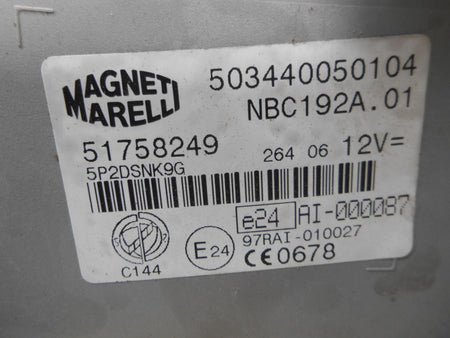 MAGNETI MARELLI
503440050104
NBC192A.01
51758249
264 06 12V=
5P2DSNK9G
e24 AI-000087
97RAI-010027
E24
CE0678
C144